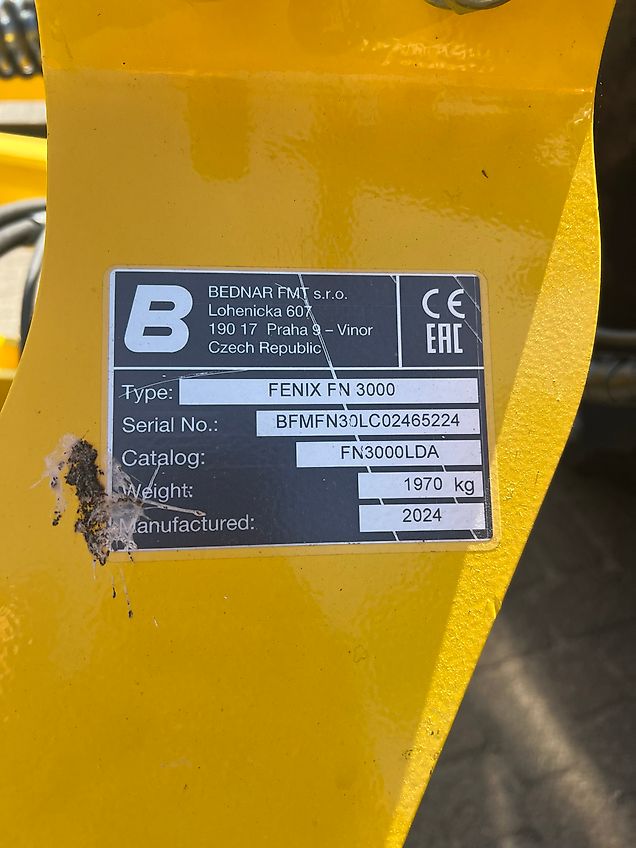 B
BEDNAR FMT s.r.o.
Lohenicka 607
190 17 Praha 9 – Vinor
Czech Republic
CE
EAC
Type: FENIX FN 3000
Serial No.: BFMFN30LC02465224
Catalog: FN3000LDA
Weight: 1970 kg
Manufactured: 2024